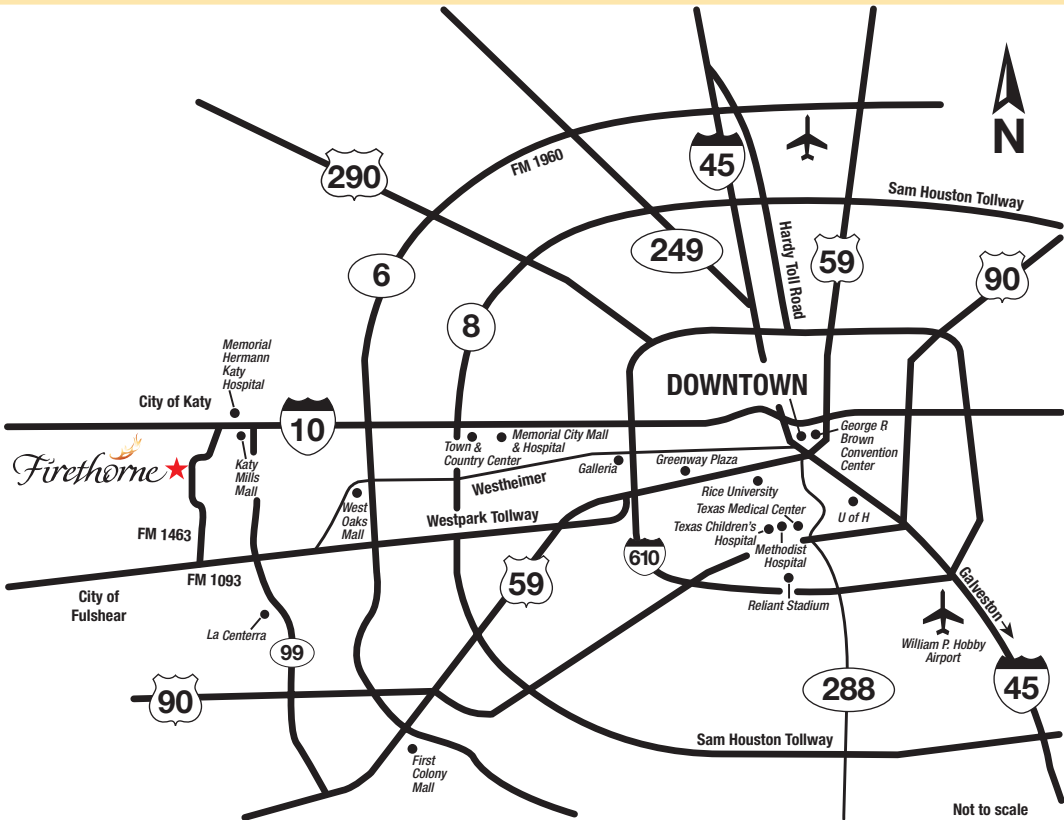 N
FM 1960
45
290
Sam Houston Tollway
249
Hardy Toll Road
59
90
6
8
Memorial
Hermann
Katy
Hospital
DOWNTOWN
City of Katy
10
George R
Brown
Convention
Center
Town &
Country Center
Memorial City Mall
& Hospital
Firethorne
Katy
Mills
Mall
Galleria
Greenway Plaza
Westheimer
Rice University
West
Oaks
Mall
Texas Medical Center
U of H
Westpark Tollway
FM 1463
Texas Children's
Hospital
Methodist
Hospital
610
FM 1093
59
City of
Fulshear
Reliant Stadium
Galveston
La Centerra
William P. Hobby
Airport
99
90
288
45
Sam Houston Tollway
First
Colony
Mall
Not to scale